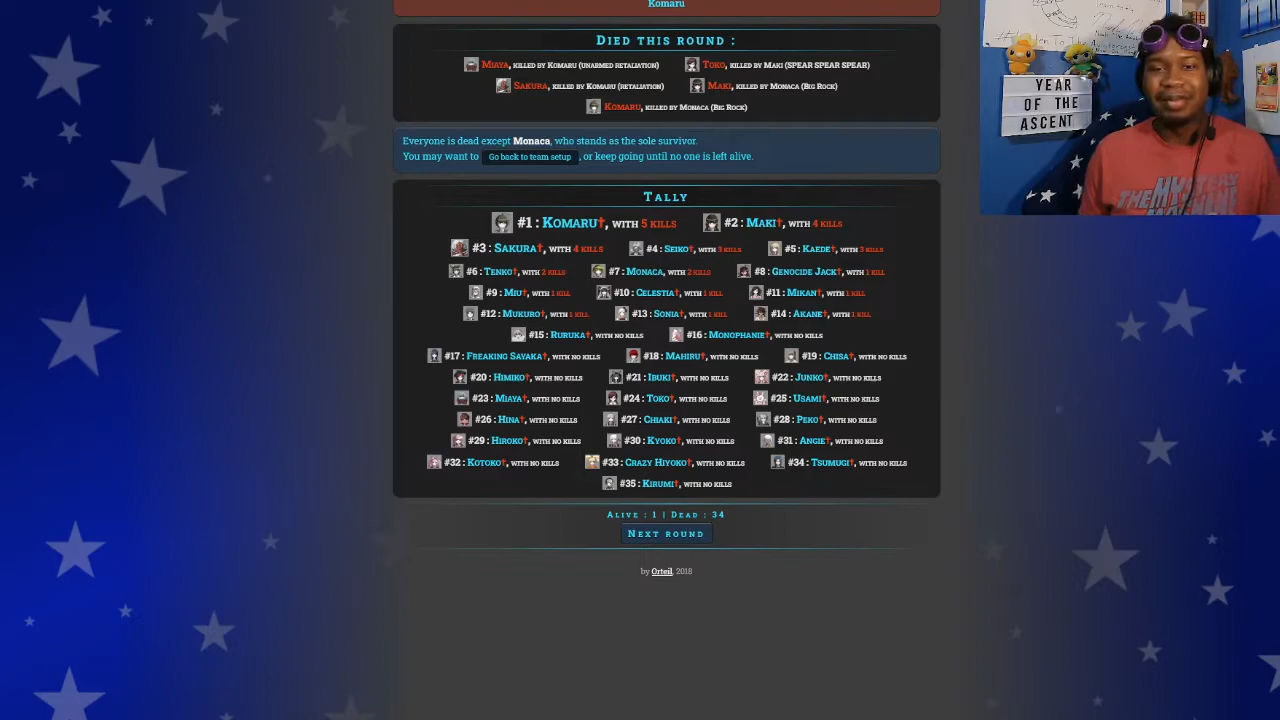 Komaru
Died this round :
Miaya, killed by Komaru (unarmed retaliation) Toko, killed by Maki (SPEAR SPEAR SPEAR)
Sakura, killed by Komaru (retaliation) Maki, killed by Monaca (Big Rock)
Komaru, killed by Monaca (Big Rock)
Everyone is dead except Monaca, who stands as the sole survivor.
You may want to Go back to team setup, or keep going until no one is left alive.
Tally
#1 : Komaru†, with 5 kills #2 : Maki†, with 4 kills
#3 : Sakura†, with 4 kills #4 : Seiko†, with 3 kills #5 : Kaede†, with 3 kills
#6 : Tenko†, with 2 kills #7 : Monaca, with 2 kills #8 : Genocide Jack†, with 1 kill
#9 : Miu†, with 1 kill #10 : Celestia†, with 1 kill #11 : Mikan†, with 1 kill
#12 : Mukuro†, with 1 kill #13 : Sonia†, with 1 kill #14 : Akane†, with 1 kill
#15 : Ruruka†, with no kills #16 : Monophanie†, with no kills
#17 : Freaking Sayaka†, with no kills #18 : Mahiru†, with no kills #19 : Chisa†, with no kills
#20 : Himiko†, with no kills #21 : Ibuki†, with no kills #22 : Junko†, with no kills
#23 : Miaya†, with no kills #24 : Toko†, with no kills #25 : Usami†, with no kills
#26 : Hina†, with no kills #27 : Chiaki†, with no kills #28 : Peko†, with no kills
#29 : Hiroko†, with no kills #30 : Kyoko†, with no kills #31 : Angie†, with no kills
#32 : Kotoko†, with no kills #33 : Crazy Hiyoko†, with no kills #34 : Tsumugi†, with no kills
#35 : Kirumi†, with no kills
Alive : 1 | Dead : 34
Next round
by Orteil, 2018
YEAR
OF THE
ASCENT
THE MYSTERY
MACHINE